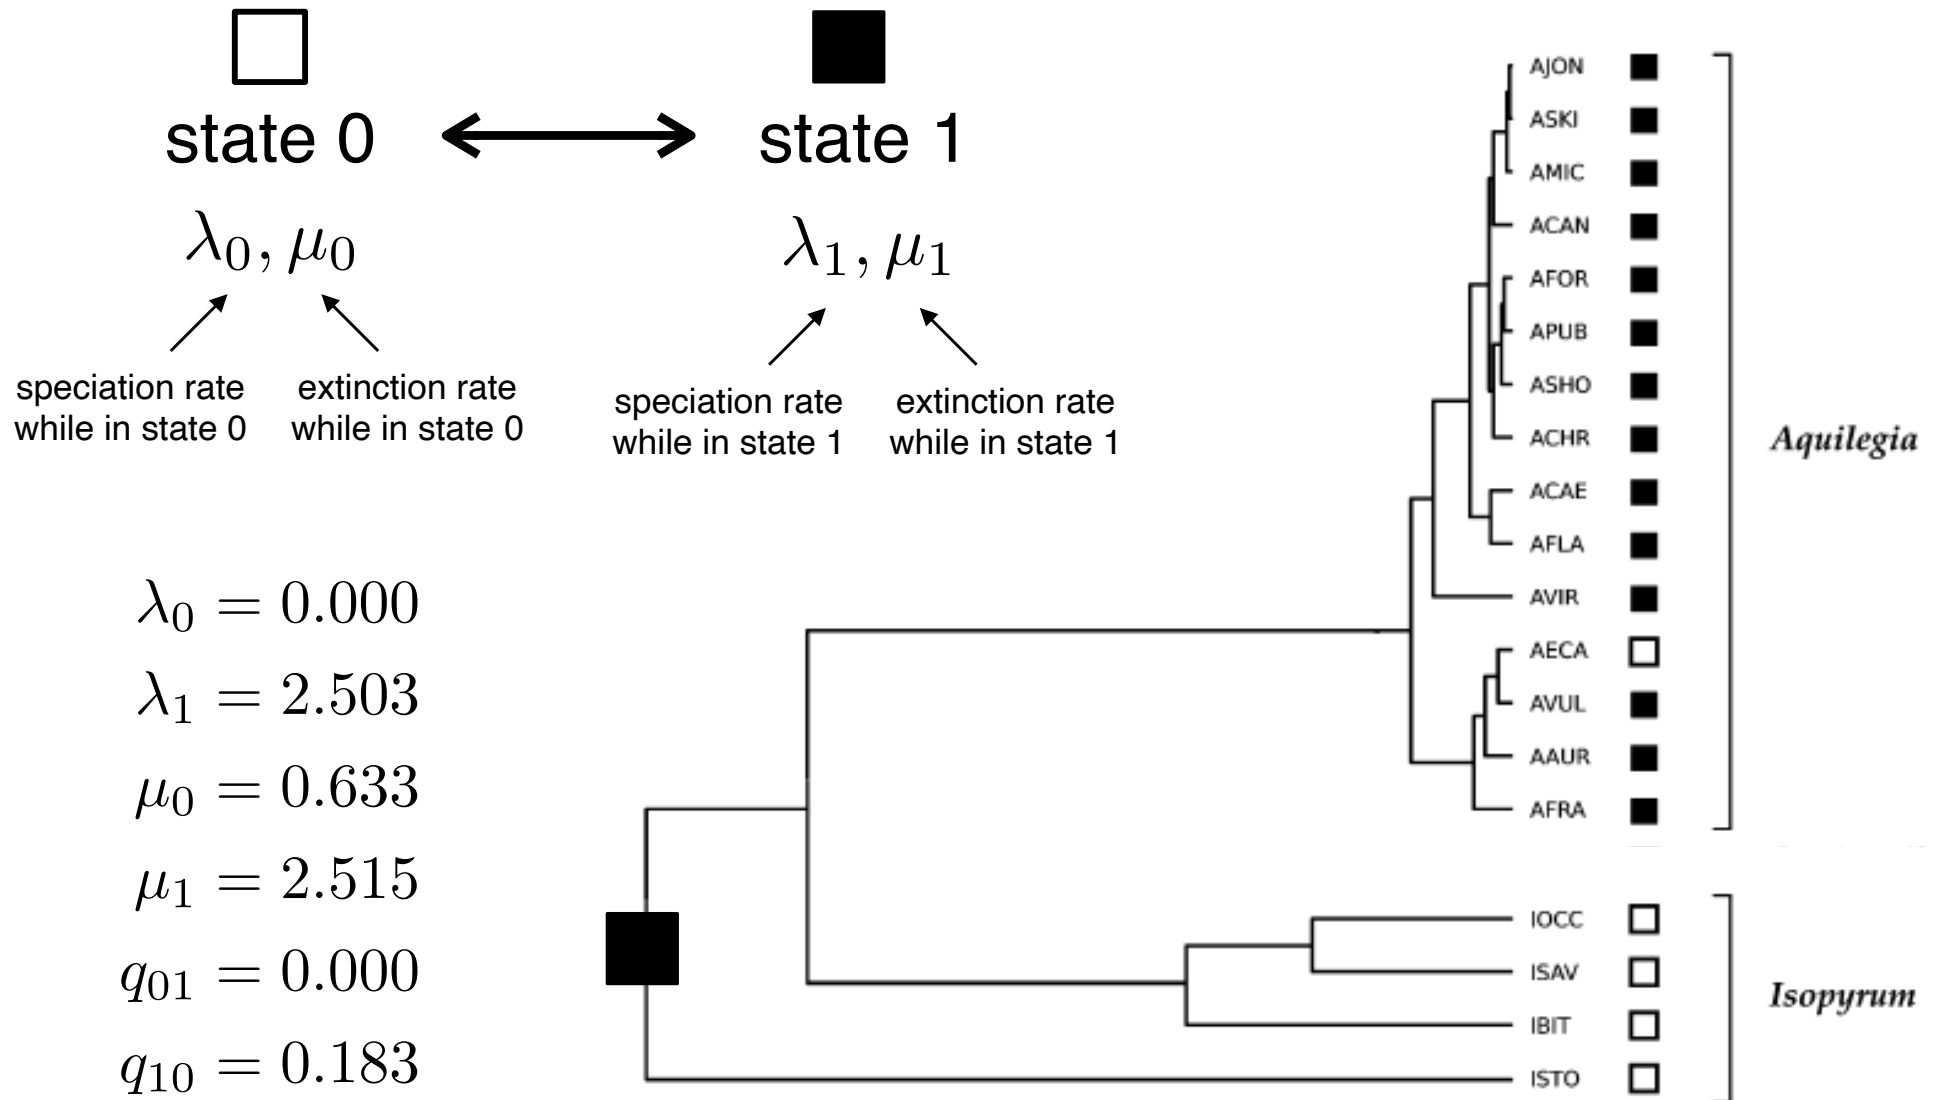 state 0
state 1
λ₀, μ₀
λ₁, μ₁
speciation rate
while in state 0
extinction rate
while in state 0
speciation rate
while in state 1
extinction rate
while in state 1
λ₀ = 0.000
λ₁ = 2.503
μ₀ = 0.633
μ₁ = 2.515
q₀₁ = 0.000
q₁₀ = 0.183
AJON
ASKI
AMIC
ACAN
AFOR
APUB
ASHO
ACHR
ACAE
AFLA
AVIR
AECA
AVUL
AAUR
AFRA
Aquilegia
IOCC
ISAV
IBIT
ISTO
Isopyrum